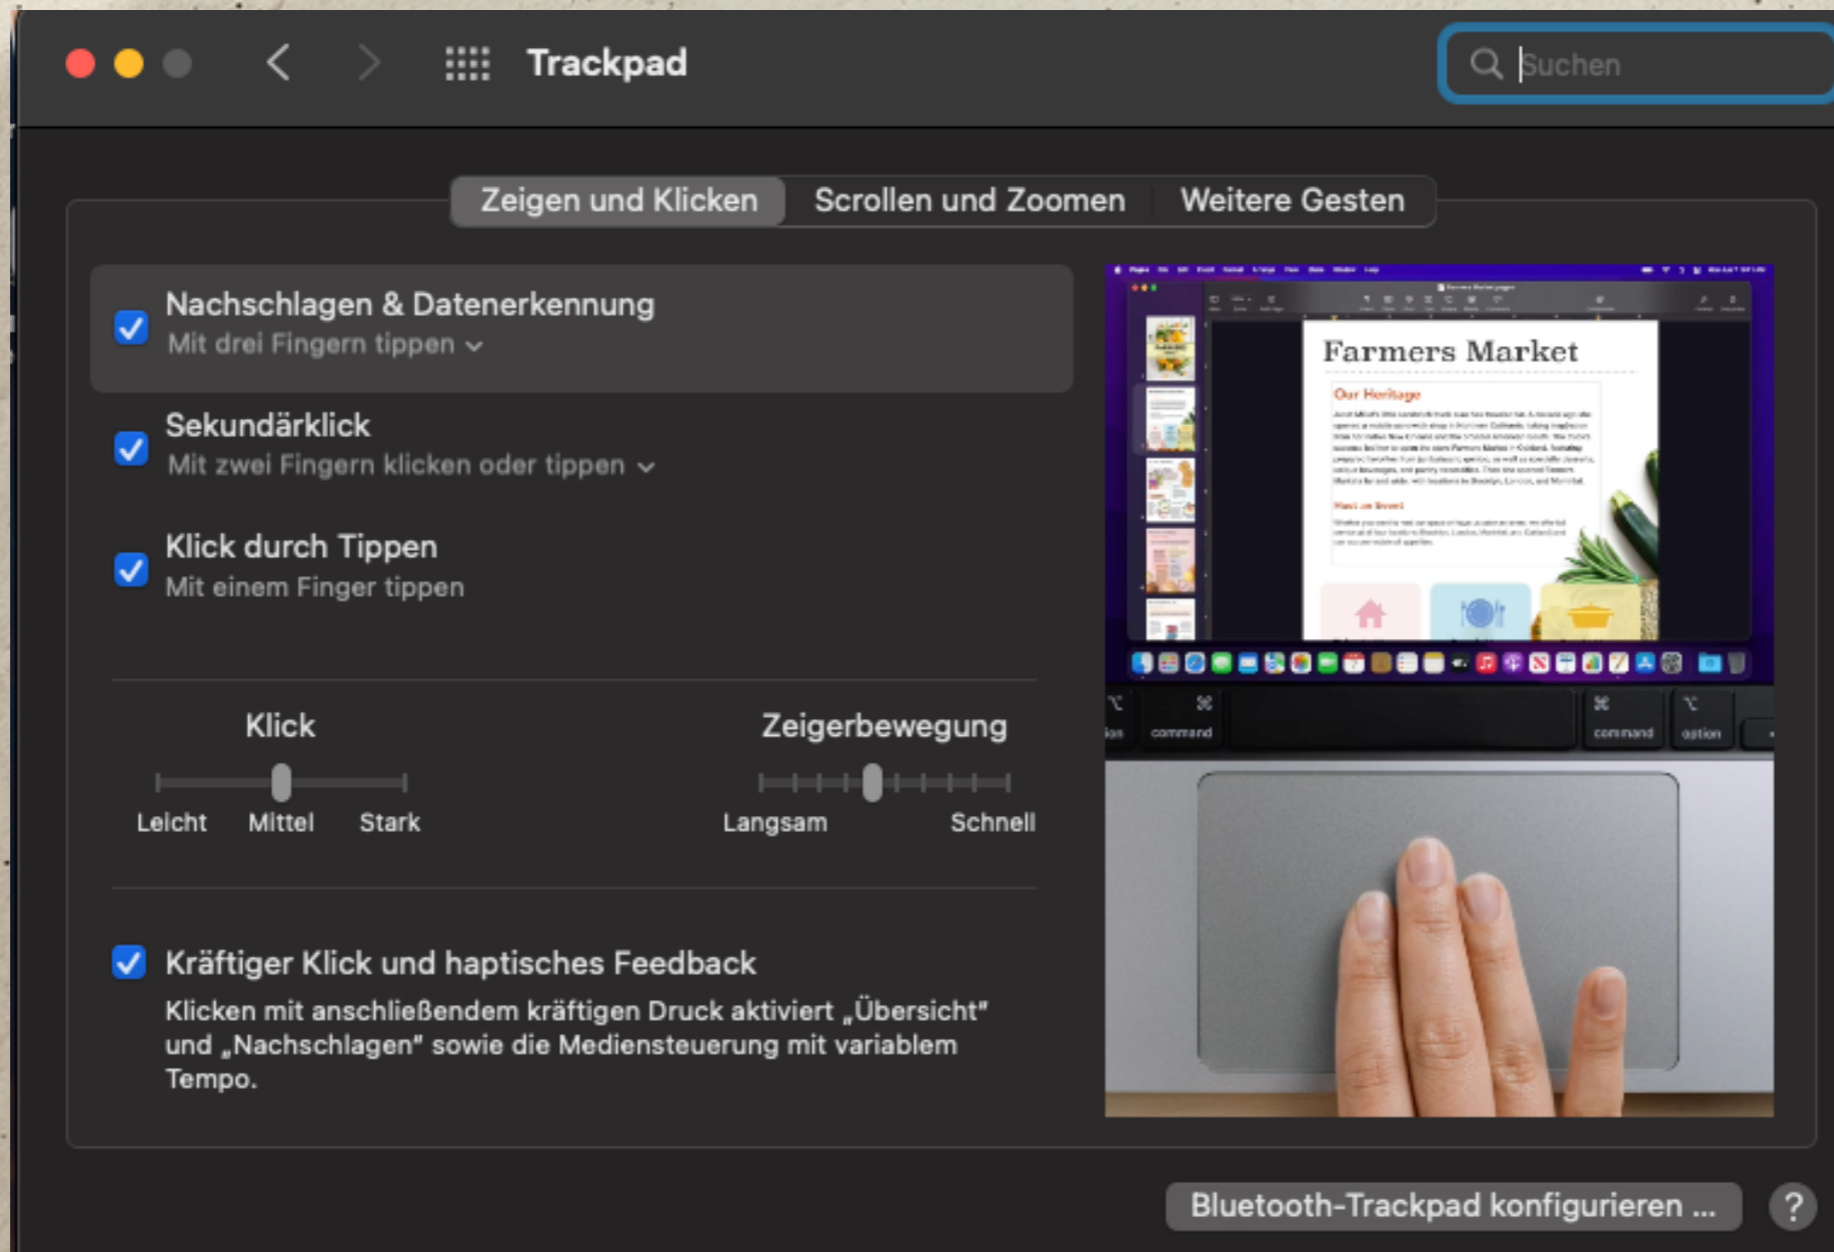 Trackpad
Suchen
Zeigen und Klicken
Scrollen und Zoomen
Weitere Gesten
Nachschlagen & Datenerkennung
Mit drei Fingern tippen
Sekundärklick
Mit zwei Fingern klicken oder tippen
Klick durch Tippen
Mit einem Finger tippen
Klick
Leicht Mittel Stark
Zeigerbewegung
Langsam Schnell
Kräftiger Klick und haptisches Feedback
Klicken mit anschließendem kräftigen Druck aktiviert „Übersicht"
und „Nachschlagen" sowie die Mediensteuerung mit variablem
Tempo.
Farmers Market
Our Heritage
command
command
option
Bluetooth-Trackpad konfigurieren ...
?